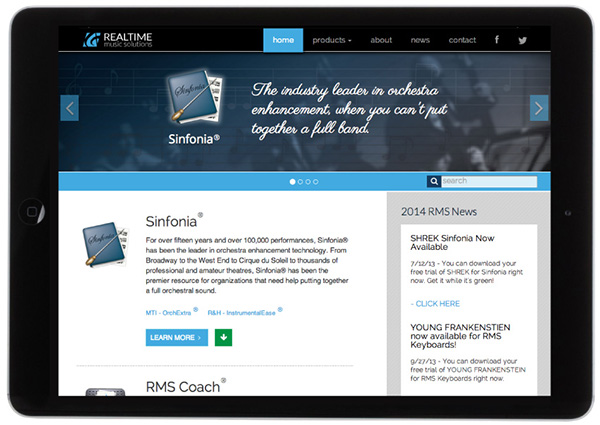 REALTIME
music solutions
home products about news contact
Sinfonia
The industry leader in orchestra
enhancement, when you can't put
together a full band.
Sinfonia®
search
Sinfonia®
For over fifteen years and over 100,000 performances, Sinfonia®
has been the leader in orchestra enhancement technology. From
Broadway to the West End to Cirque du Soleil to thousands of
professional and amateur theatres, Sinfonia® has been the
premier resource for organizations that need help putting together
a full orchestral sound.
MTI - OrchExtra ® R&H - InstrumentalEase ®
LEARN MORE ›
RMS Coach®
2014 RMS News
SHREK Sinfonia Now
Available
7/12/13 - You can download your
free trial of SHREK for Sinfonia right
now. Get it while it's green!
- CLICK HERE
YOUNG FRANKENSTIEN
now available for RMS
Keyboards!
9/27/13 - You can download your
free trial of YOUNG FRANKENSTEIN
for RMS Keyboards right now.